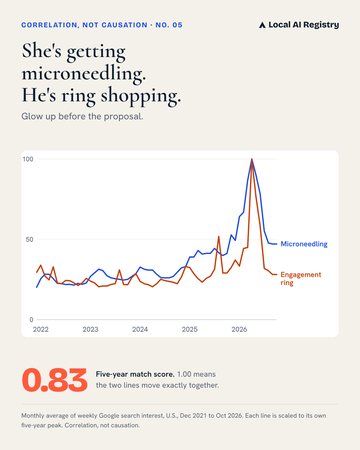 CORRELATION, NOT CAUSATION · NO. 05
Local AI Registry
She's getting
microneedling.
He's ring shopping.
Glow up before the proposal.
100
50
0
Microneedling
Engagement
ring
2022 2023 2024 2025 2026
0.83
Five-year match score. 1.00 means
the two lines move exactly together.
Monthly average of weekly Google search interest, U.S., Dec 2021 to Oct 2026. Each line is scaled to its own
five-year peak. Correlation, not causation.